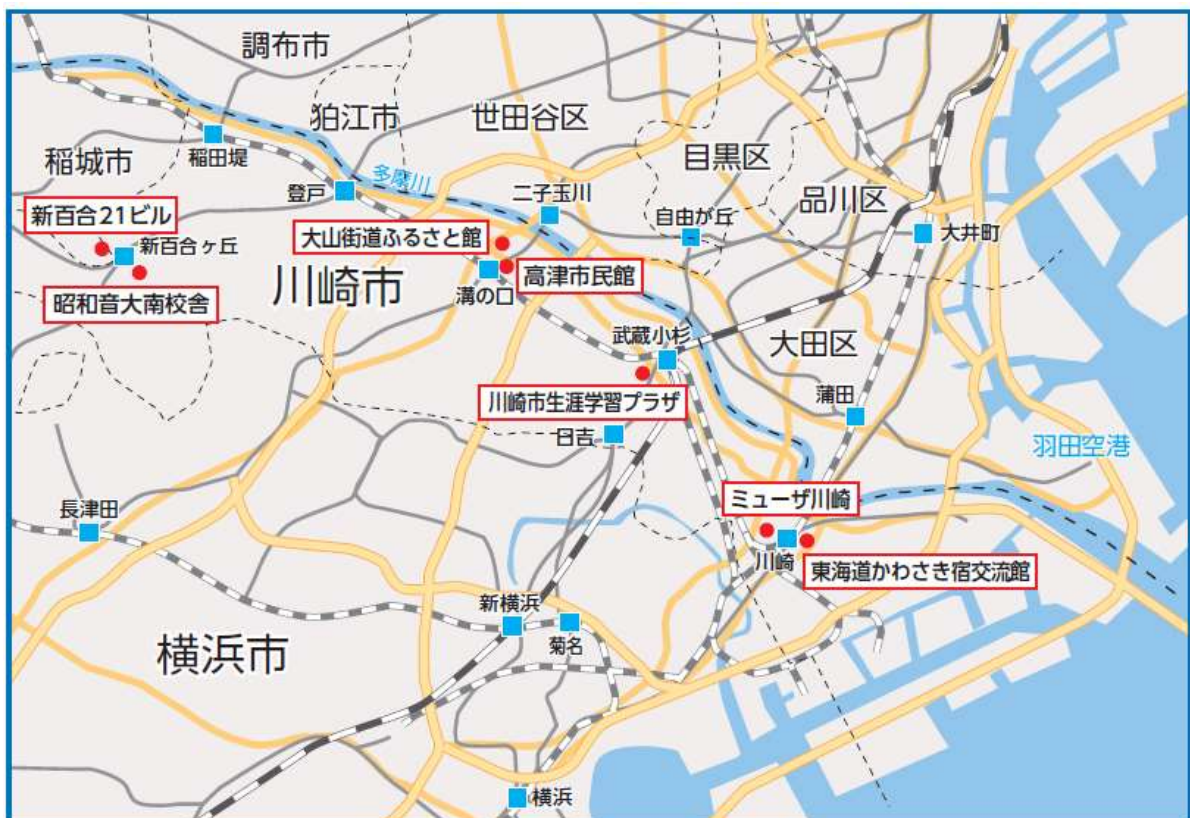 調布市
狛江市
世田谷区
稲田堤
稲城市
目黒区
登戸
多摩川
二子玉川
品川区
新百合21ビル
自由が丘
大井町
新百合ヶ丘
大山街道ふるさと館
高津市民館
川崎市
昭和音大南校舎
溝の口
武蔵小杉
大田区
川崎市生涯学習プラザ
蒲田
日吉
羽田空港
長津田
ミューザ川崎
川崎
東海道かわさき宿交流館
新横浜
菊名
横浜市
横浜